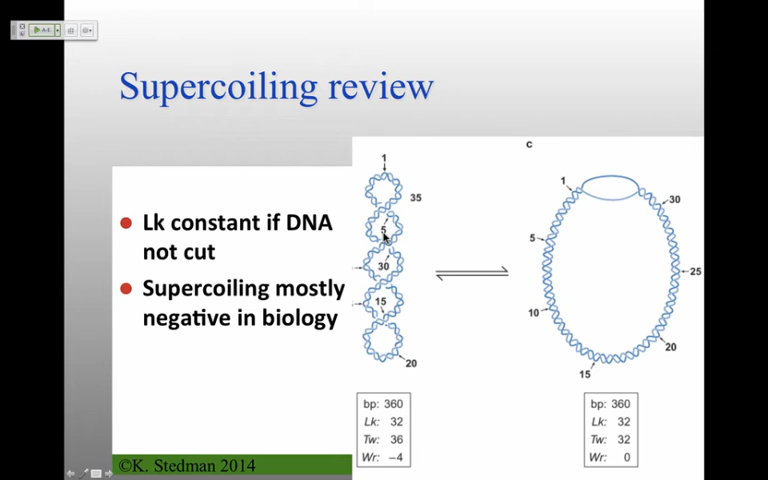 Supercoiling review
Lk constant if DNA
not cut
Supercoiling mostly
negative in biology
1
35
5
30
15
20
bp: 360
Lk: 32
Tw: 36
Wr: −4
c
1
30
5
25
10
20
15
bp: 360
Lk: 32
Tw: 32
Wr: 0
©K. Stedman 2014